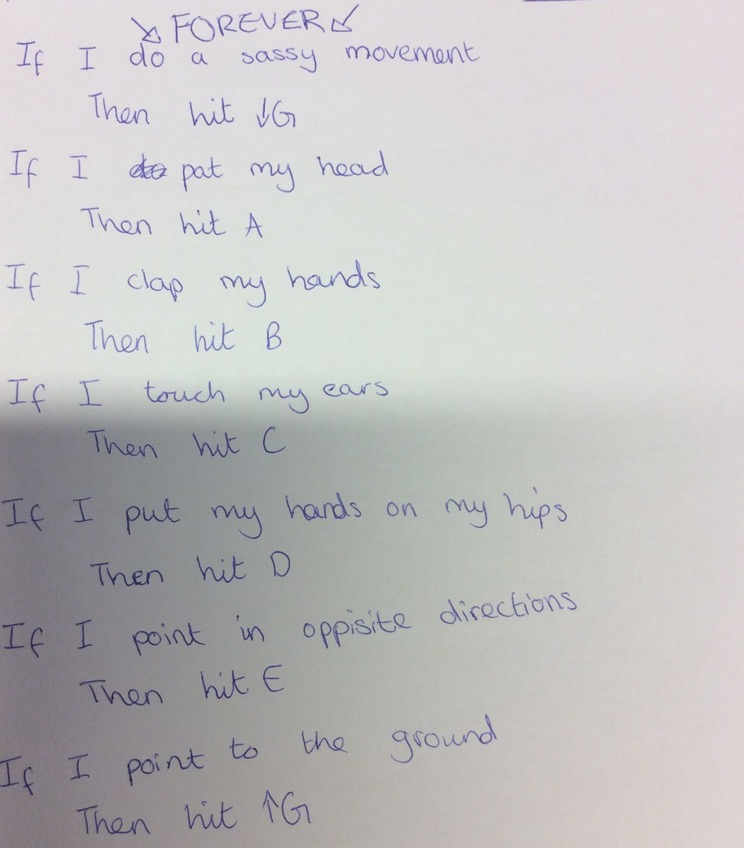 ↘ FOREVER ↙
If I do a sassy movement
Then hit ↓G
If I pat my head
Then hit A
If I clap my hands
Then hit B
If I touch my ears
Then hit C
If I put my hands on my hips
Then hit D
If I point in oppisite directions
Then hit E
If I point to the ground
Then hit ↑G